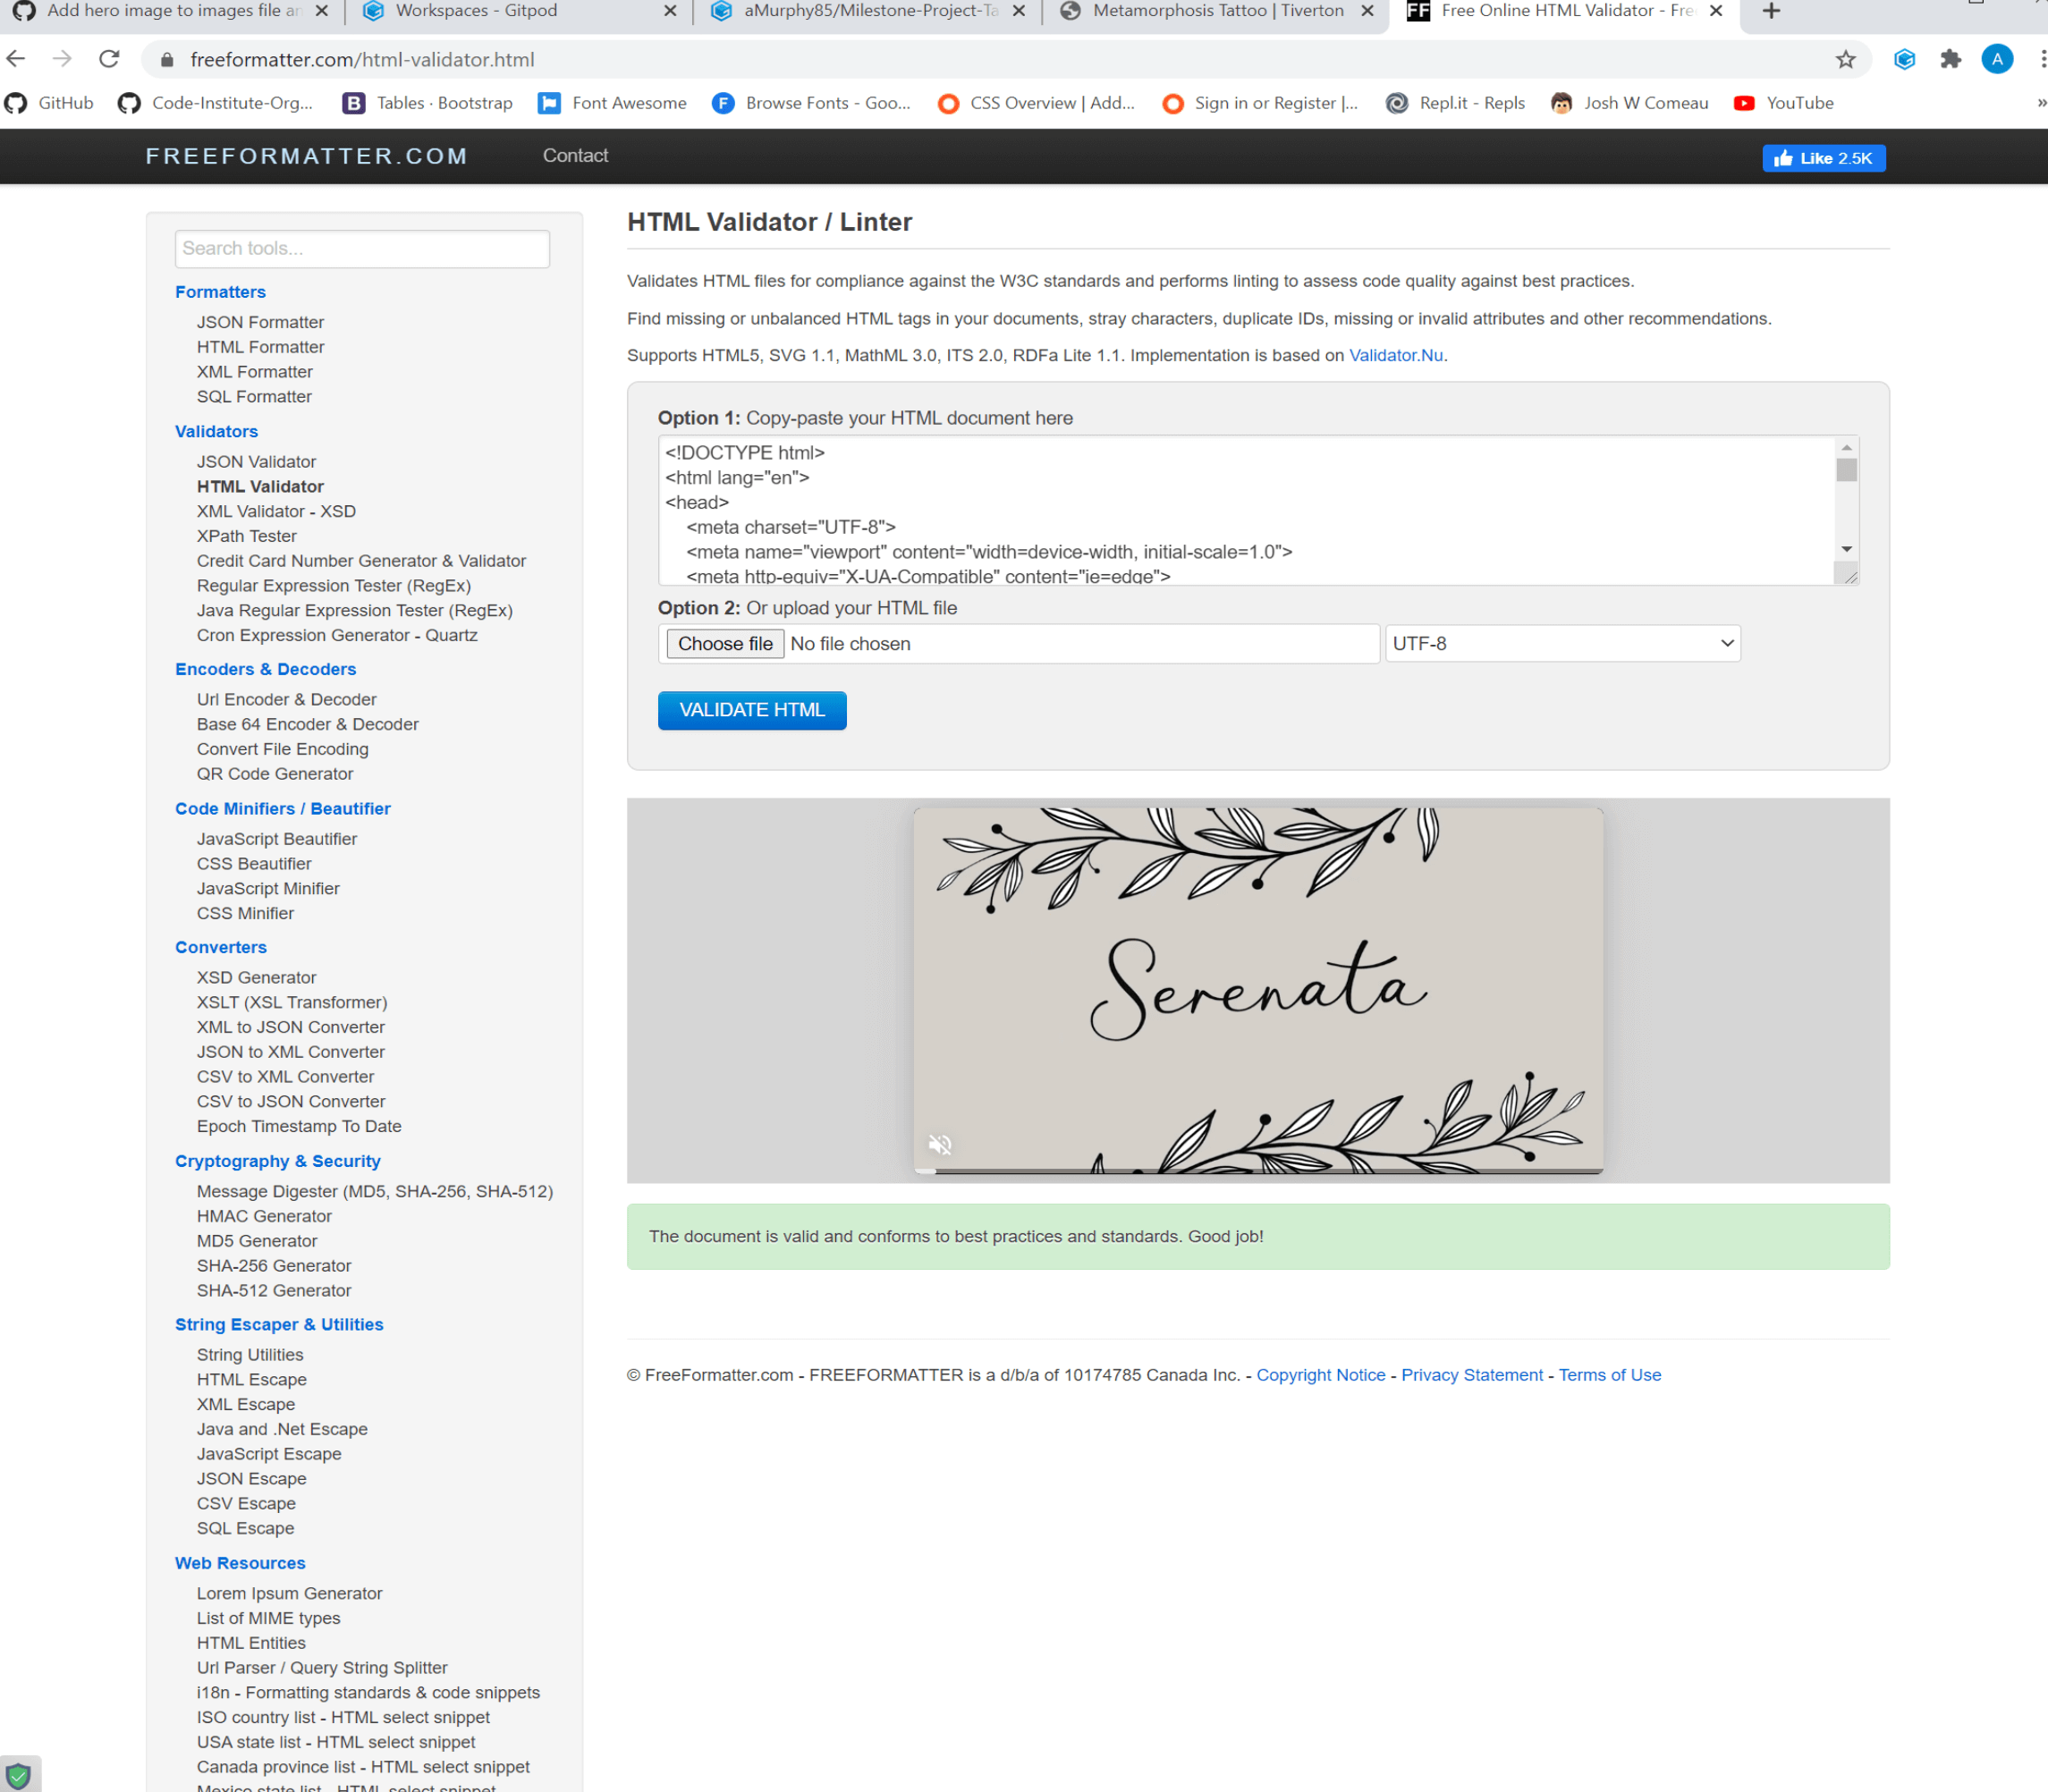 Add hero image to images file an
Workspaces - Gitpod
aMurphy85/Milestone-Project-Ta
Metamorphosis Tattoo | Tiverton
Free Online HTML Validator - Fre
freeformatter.com/html-validator.html
A
GitHub
Code-Institute-Org...
Tables · Bootstrap
Font Awesome
Browse Fonts - Goo...
CSS Overview | Add...
Sign in or Register |...
Repl.it - Repls
Josh W Comeau
YouTube
FREEFORMATTER.COM
Contact
Like 2.5K
Search tools...
Formatters
JSON Formatter
HTML Formatter
XML Formatter
SQL Formatter
Validators
JSON Validator
HTML Validator
XML Validator - XSD
XPath Tester
Credit Card Number Generator & Validator
Regular Expression Tester (RegEx)
Java Regular Expression Tester (RegEx)
Cron Expression Generator - Quartz
Encoders & Decoders
Url Encoder & Decoder
Base 64 Encoder & Decoder
Convert File Encoding
QR Code Generator
Code Minifiers / Beautifier
JavaScript Beautifier
CSS Beautifier
JavaScript Minifier
CSS Minifier
Converters
XSD Generator
XSLT (XSL Transformer)
XML to JSON Converter
JSON to XML Converter
CSV to XML Converter
CSV to JSON Converter
Epoch Timestamp To Date
Cryptography & Security
Message Digester (MD5, SHA-256, SHA-512)
HMAC Generator
MD5 Generator
SHA-256 Generator
SHA-512 Generator
String Escaper & Utilities
String Utilities
HTML Escape
XML Escape
Java and .Net Escape
JavaScript Escape
JSON Escape
CSV Escape
SQL Escape
Web Resources
Lorem Ipsum Generator
List of MIME types
HTML Entities
Url Parser / Query String Splitter
i18n - Formatting standards & code snippets
ISO country list - HTML select snippet
USA state list - HTML select snippet
Canada province list - HTML select snippet
Mexico state list - HTML select snippet
HTML Validator / Linter
Validates HTML files for compliance against the W3C standards and performs linting to assess code quality against best practices.
Find missing or unbalanced HTML tags in your documents, stray characters, duplicate IDs, missing or invalid attributes and other recommendations.
Supports HTML5, SVG 1.1, MathML 3.0, ITS 2.0, RDFa Lite 1.1. Implementation is based on Validator.Nu.
Option 1: Copy-paste your HTML document here
<!DOCTYPE html>
<html lang="en">
<head>
<meta charset="UTF-8">
<meta name="viewport" content="width=device-width, initial-scale=1.0">
<meta http-equiv="X-UA-Compatible" content="ie=edge">
Option 2: Or upload your HTML file
Choose file No file chosen
UTF-8
VALIDATE HTML
Serenata
The document is valid and conforms to best practices and standards. Good job!
© FreeFormatter.com - FREEFORMATTER is a d/b/a of 10174785 Canada Inc. - Copyright Notice - Privacy Statement - Terms of Use